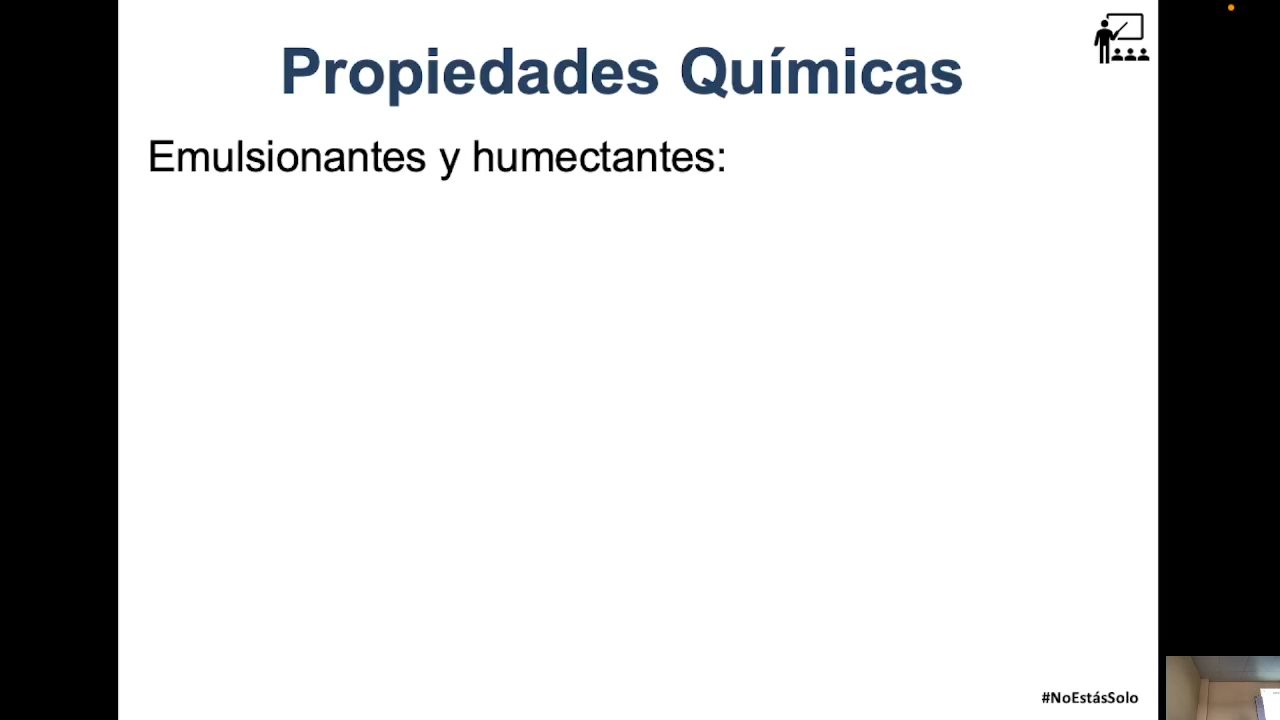 Propiedades Químicas
Emulsionantes y humectantes:
#NoEstásSolo